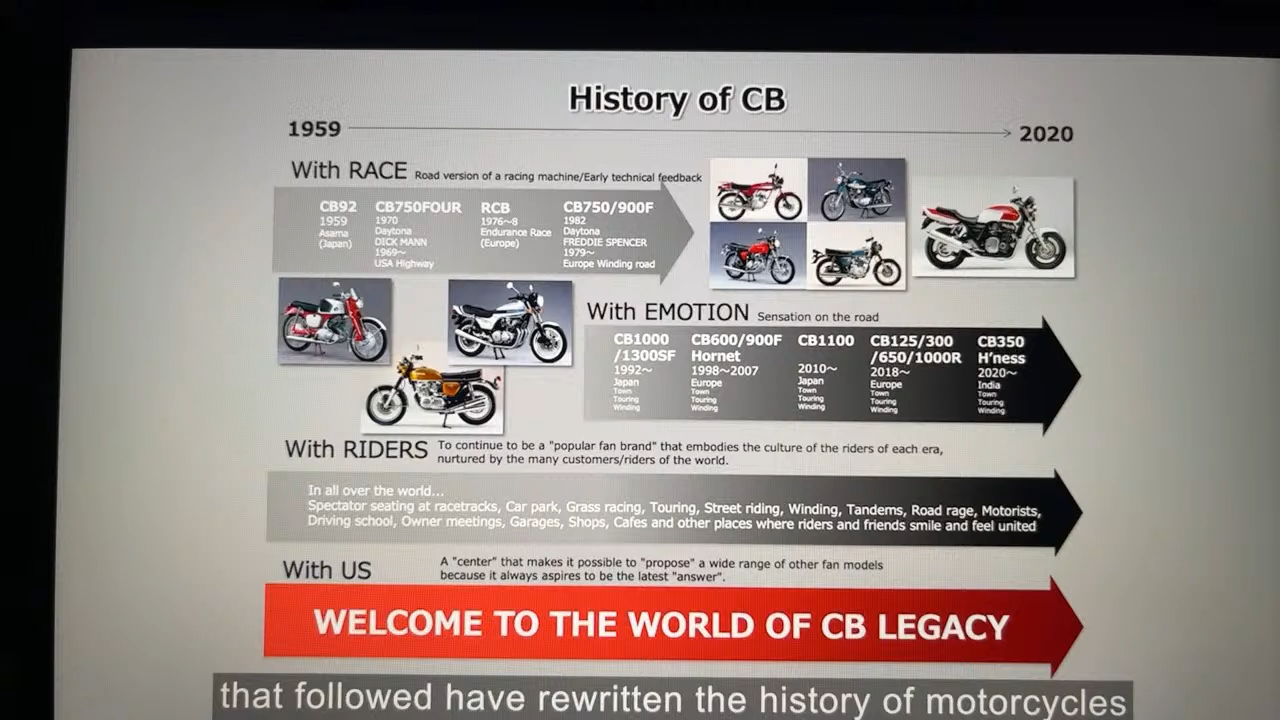 History of CB
1959
2020
With RACE Road version of a racing machine/Early technical feedback
CB92
1959
Asama
(Japan)
CB750FOUR
1970
Daytona
DICK MANN
1969~
USA Highway
RCB
1976~8
Endurance Race
(Europe)
CB750/900F
1982
Daytona
FREDDIE SPENCER
1979~
Europe Winding road
With EMOTION Sensation on the road
CB1000
/1300SF
1992~
Japan
Town
Touring
Winding
CB600/900F
Hornet
1998~2007
Europe
Town
Touring
Winding
CB1100
2010~
Japan
Town
Touring
Winding
CB125/300
/650/1000R
2018~
Europe
Town
Touring
Winding
CB350
H'ness
2020~
India
Town
Touring
Winding
With RIDERS
To continue to be a "popular fan brand" that embodies the culture of the riders of each era,
nurtured by the many customers/riders of the world.
In all over the world...
Spectator seating at racetracks, Car park, Grass racing, Touring, Street riding, Winding, Tandems, Road rage, Motorists,
Driving school, Owner meetings, Garages, Shops, Cafes and other places where riders and friends smile and feel united
With US
A "center" that makes it possible to "propose" a wide range of other fan models
because it always aspires to be the latest "answer".
WELCOME TO THE WORLD OF CB LEGACY
that followed have rewritten the history of motorcycles